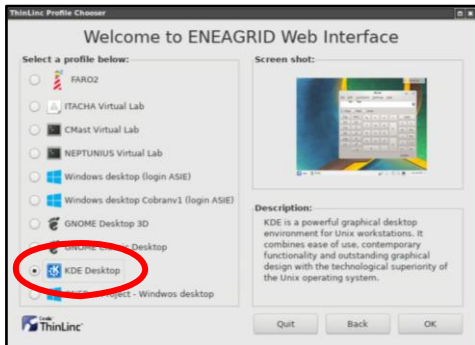 ThinLinc Profile Chooser
Welcome to ENEAGRID Web Interface
Select a profile below:
FARO2
ITACHA Virtual Lab
CMast Virtual Lab
NEPTUNIUS Virtual Lab
Windows desktop (login ASIE)
Windows desktop Cobranv1 (login ASIE)
GNOME Desktop 3D
GNOME Classic Desktop
KDE Desktop
Project - Windwos desktop
ThinLinc
Screen shot:
Description:
KDE is a powerful graphical desktop
environment for Unix workstations. It
combines ease of use, contemporary
functionality and outstanding graphical
design with the technological superiority of
the Unix operating system.
Quit
Back
OK